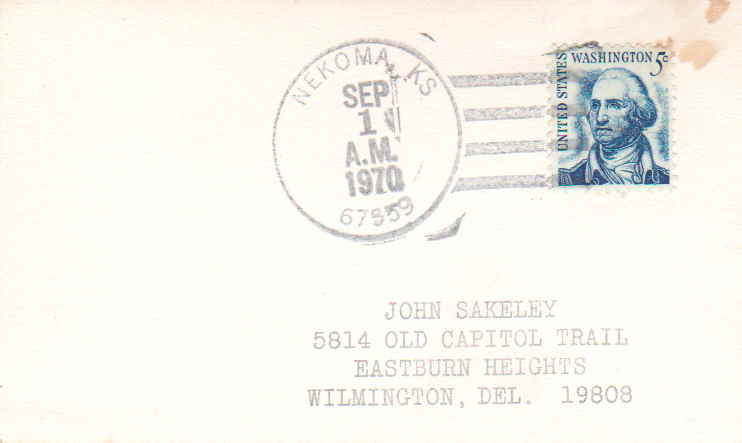 NEKOMA, KS
SEP
1
A.M.
1970
67559
UNITED STATES
WASHINGTON 5c
JOHN SAKELEY
5814 OLD CAPITOL TRAIL
EASTBURN HEIGHTS
WILMINGTON, DEL. 19808